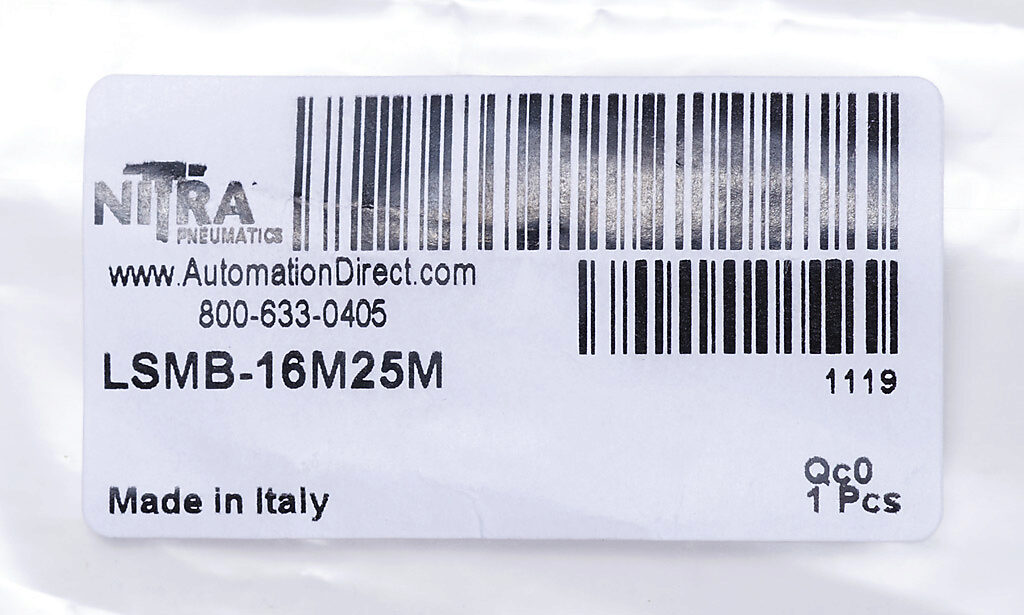 NITRA
PNEUMATICS
www.AutomationDirect.com
800-633-0405
LSMB-16M25M
1119
Qc0
1 Pcs
Made in Italy